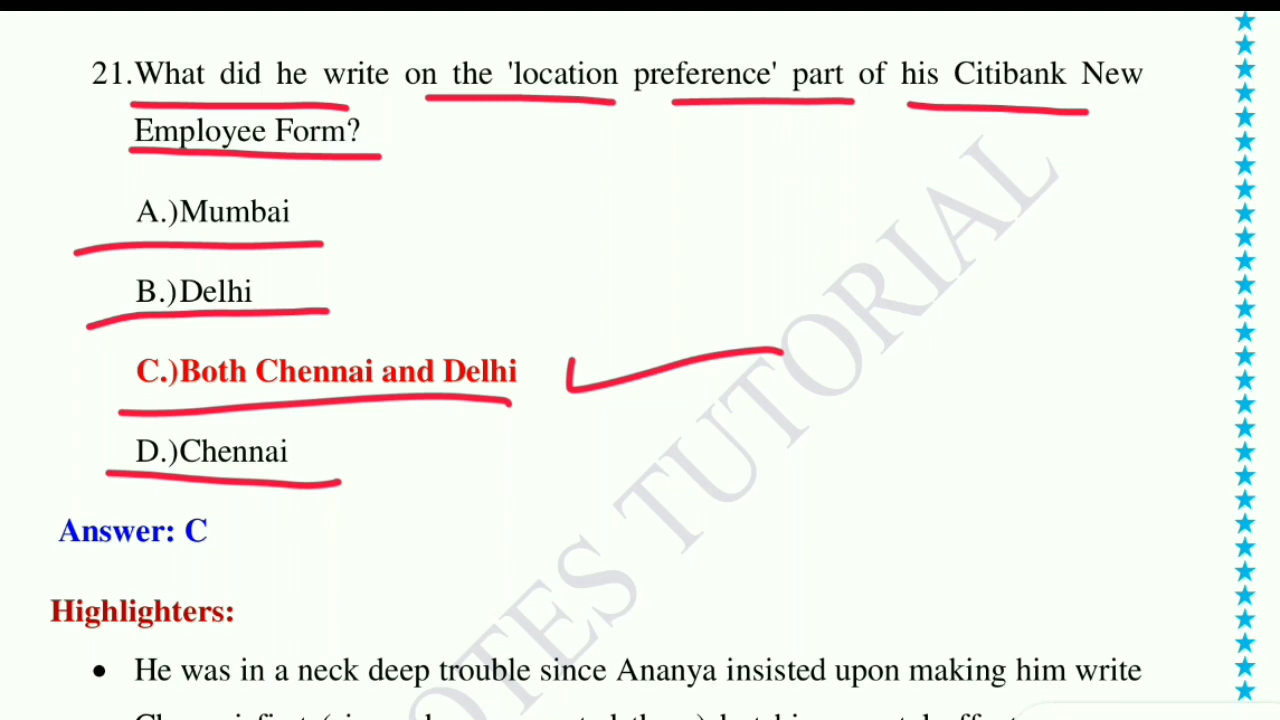 21.What did he write on the 'location preference' part of his Citibank New
Employee Form?
A.)Mumbai
B.)Delhi
C.)Both Chennai and Delhi
D.)Chennai
Answer: C
Highlighters:
• He was in a neck deep trouble since Ananya insisted upon making him write
OTES TUTORIAL